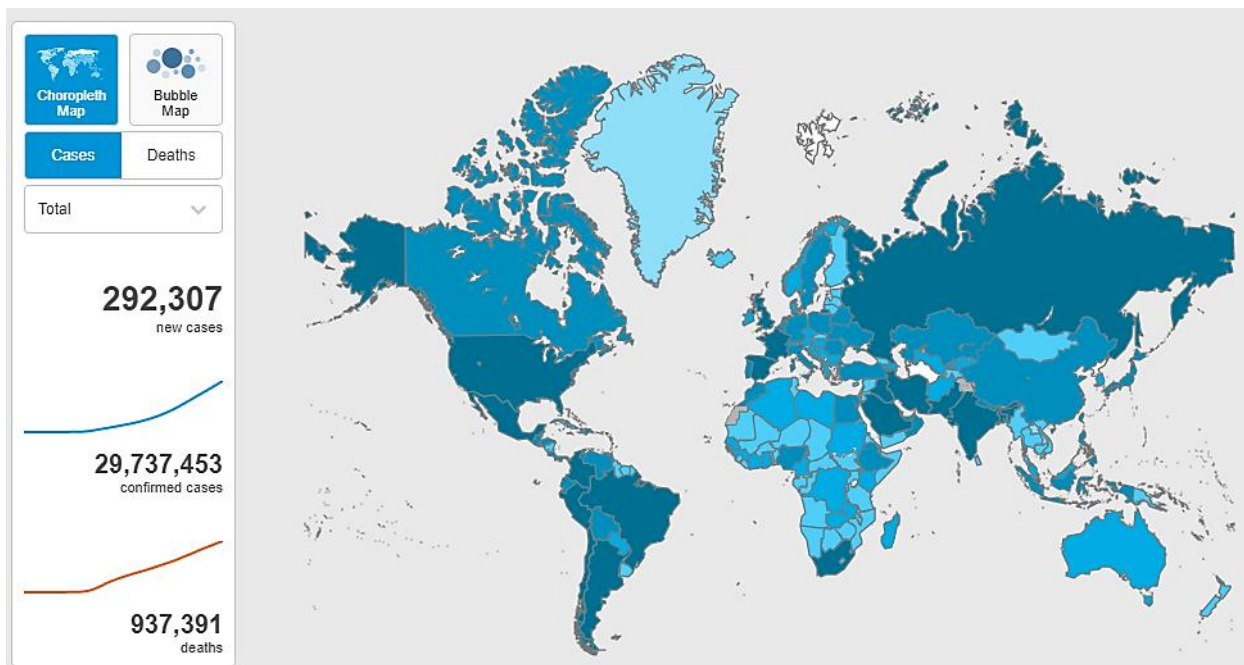 Choropleth
Map
Bubble
Map
Cases
Deaths
Total
292,307
new cases
29,737,453
confirmed cases
937,391
deaths